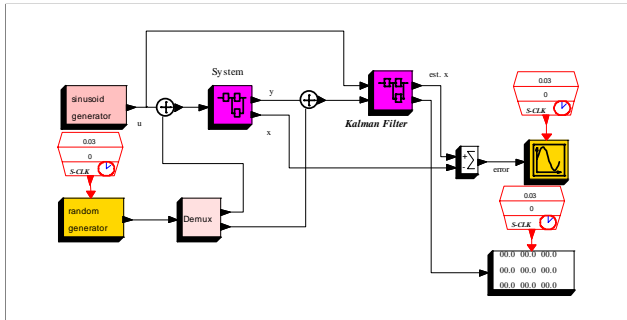 System
sinusoid
generator
u
y
x
est. x
Kalman Filter
0.03
0
S-CLK
0.03
0
S-CLK
random
generator
Demux
+
-
Σ
error
0.03
0
S-CLK
00.0 00.0 00.0
00.0 00.0 00.0
00.0 00.0 00.0